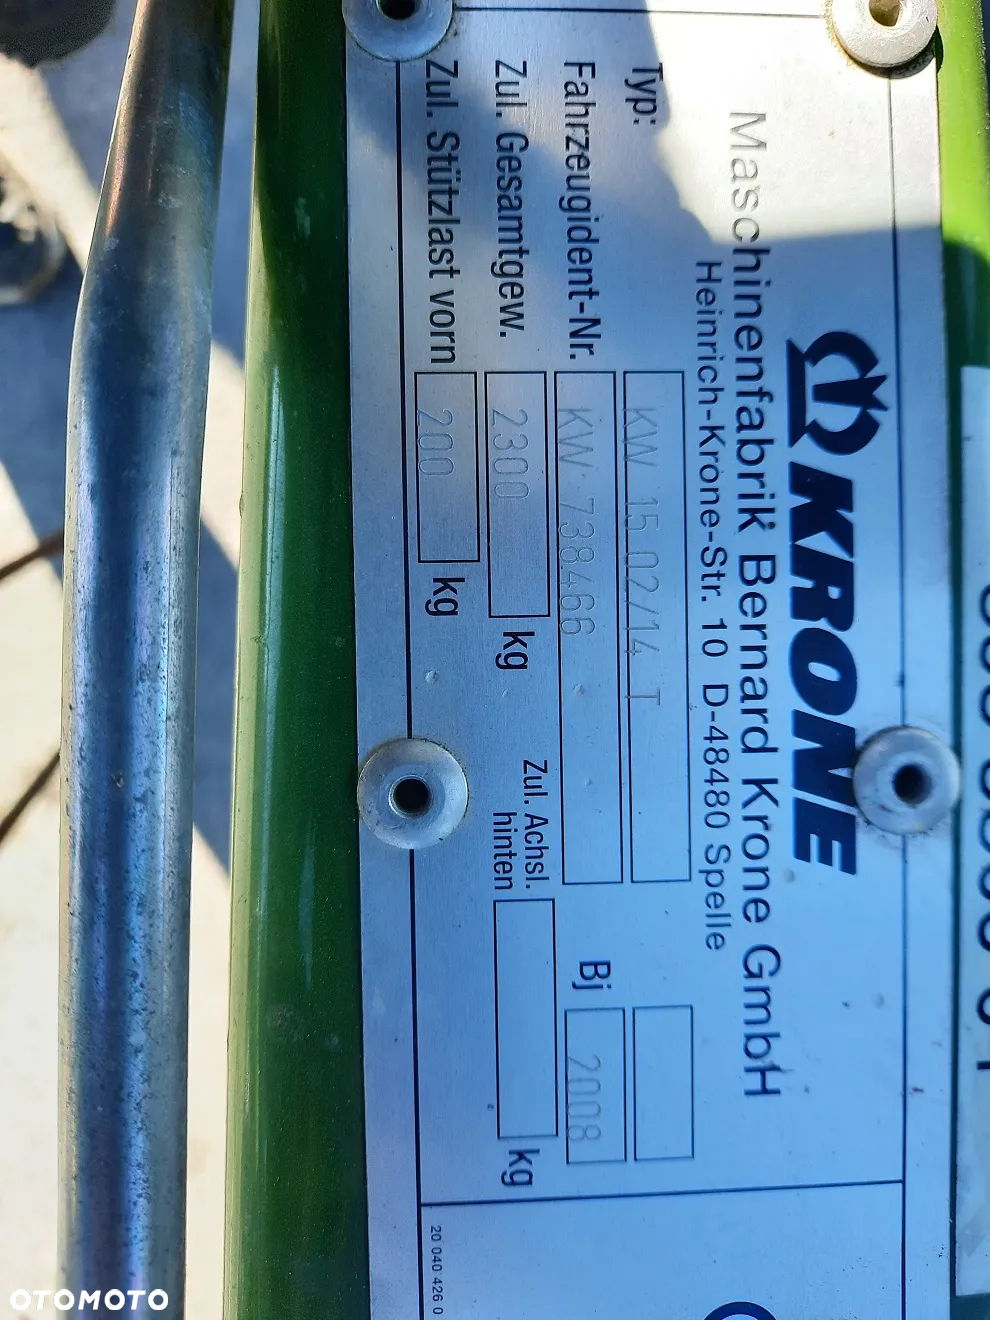 KRONE
Maschinenfabrik Bernard Krone GmbH
Heinrich-Krone-Str. 10 D-48480 Spelle
Typ: KW 15.02/14 T
Fahrzeugident-Nr. KW 738466 Bj 2008
Zul. Gesamtgew. 2300 kg Zul. Achsl. hinten kg
Zul. Stützlast vorn 200 kg
20 040 426 0
OTOMOTO